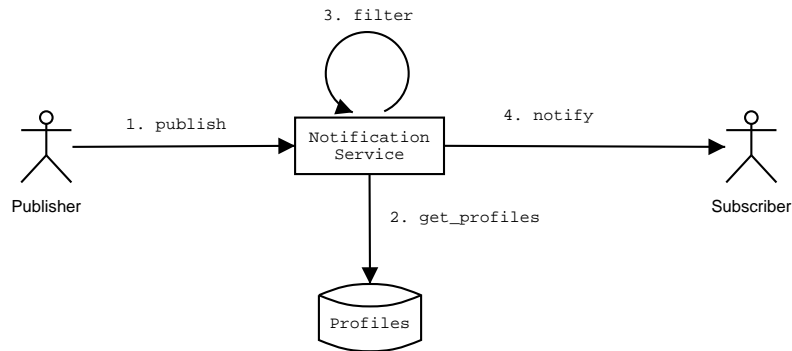 3. filter
1. publish
4. notify
Notification
Service
Publisher
Subscriber
2. get_profiles
Profiles